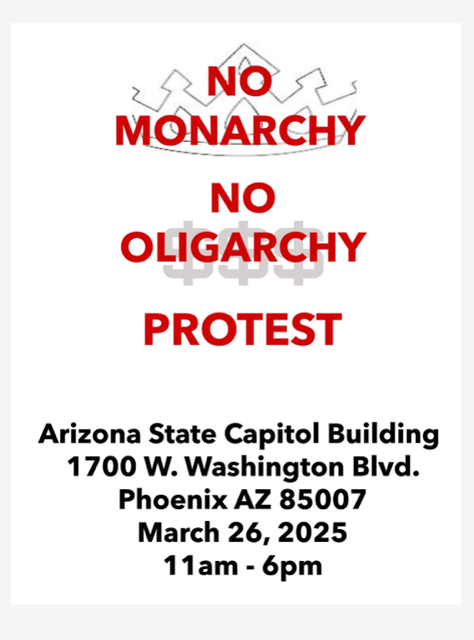 NO
MONARCHY
NO
OLIGARCHY
$$$
PROTEST
Arizona State Capitol Building
1700 W. Washington Blvd.
Phoenix AZ 85007
March 26, 2025
11am - 6pm